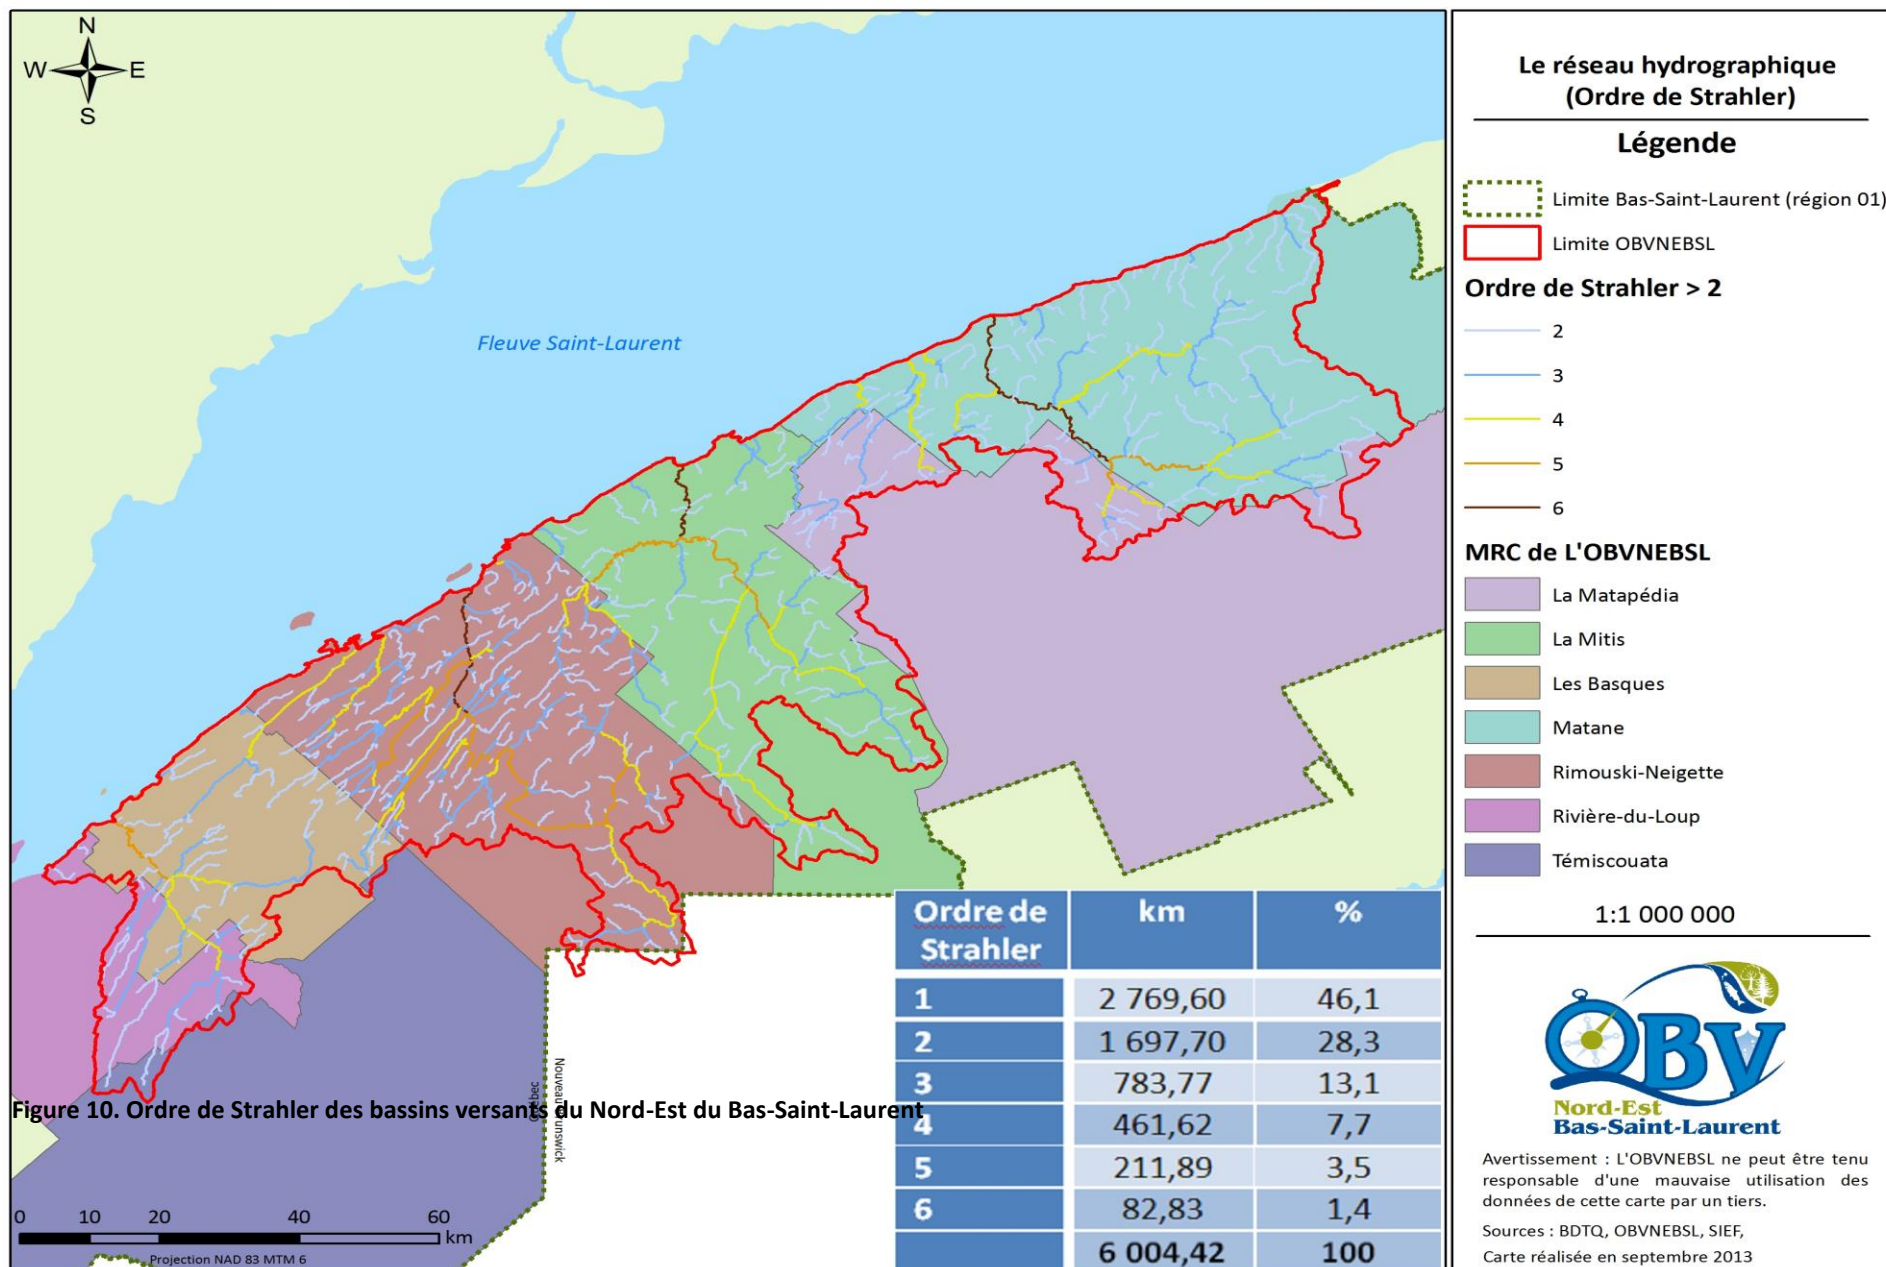 N
W E
S
Fleuve Saint-Laurent
Québec
Nouveau-Brunswick
Figure 10. Ordre de Strahler des bassins versants du Nord-Est du Bas-Saint-Laurent
0 10 20 40 60
km
Projection NAD 83 MTM 6
Ordre de Strahler km %
1 2 769,60 46,1
2 1 697,70 28,3
3 783,77 13,1
4 461,62 7,7
5 211,89 3,5
6 82,83 1,4
6 004,42 100
Le réseau hydrographique
(Ordre de Strahler)
Légende
Limite Bas-Saint-Laurent (région 01)
Limite OBVNEBSL
Ordre de Strahler > 2
2
3
4
5
6
MRC de L'OBVNEBSL
La Matapédia
La Mitis
Les Basques
Matane
Rimouski-Neigette
Rivière-du-Loup
Témiscouata
1:1 000 000
OBV
Nord-Est
Bas-Saint-Laurent
Avertissement : L'OBVNEBSL ne peut être tenu
responsable d'une mauvaise utilisation des
données de cette carte par un tiers.
Sources : BDTQ, OBVNEBSL, SIEF,
Carte réalisée en septembre 2013